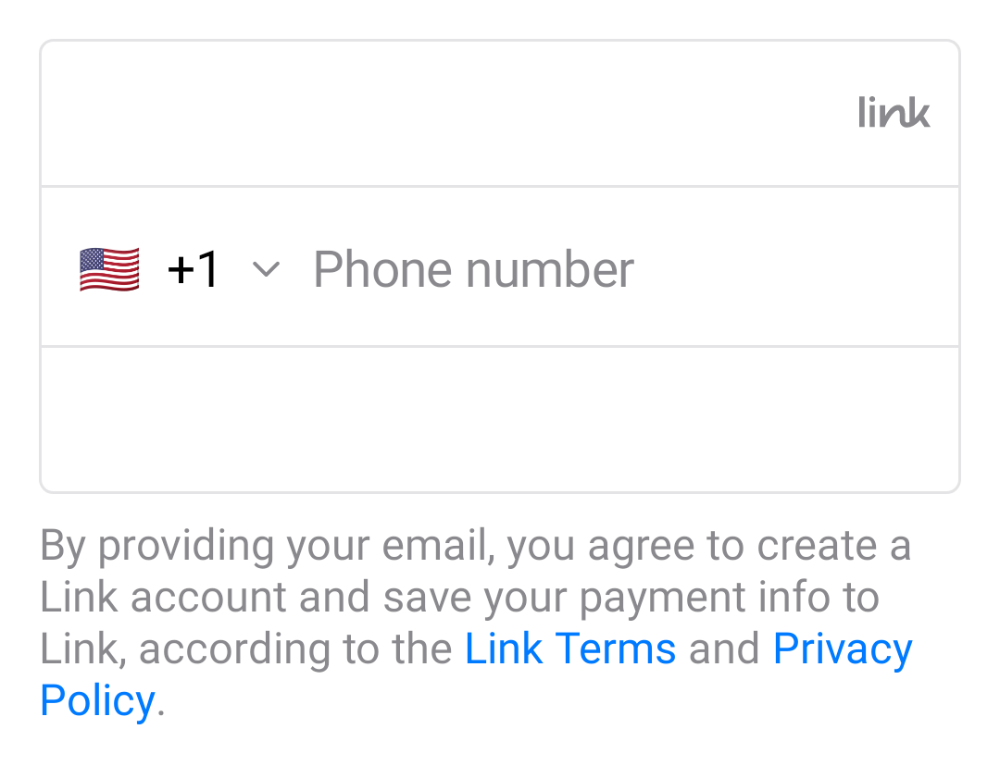 link
+1 Phone number
By providing your email, you agree to create a
Link account and save your payment info to
Link, according to the Link Terms and Privacy
Policy.